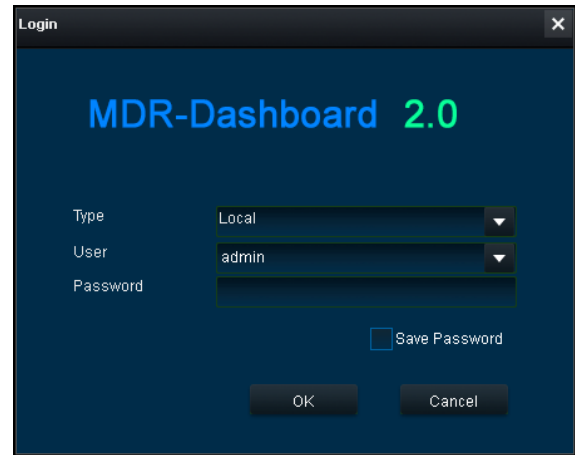 Login
MDR-Dashboard 2.0
Type Local
User admin
Password
Save Password
OK Cancel